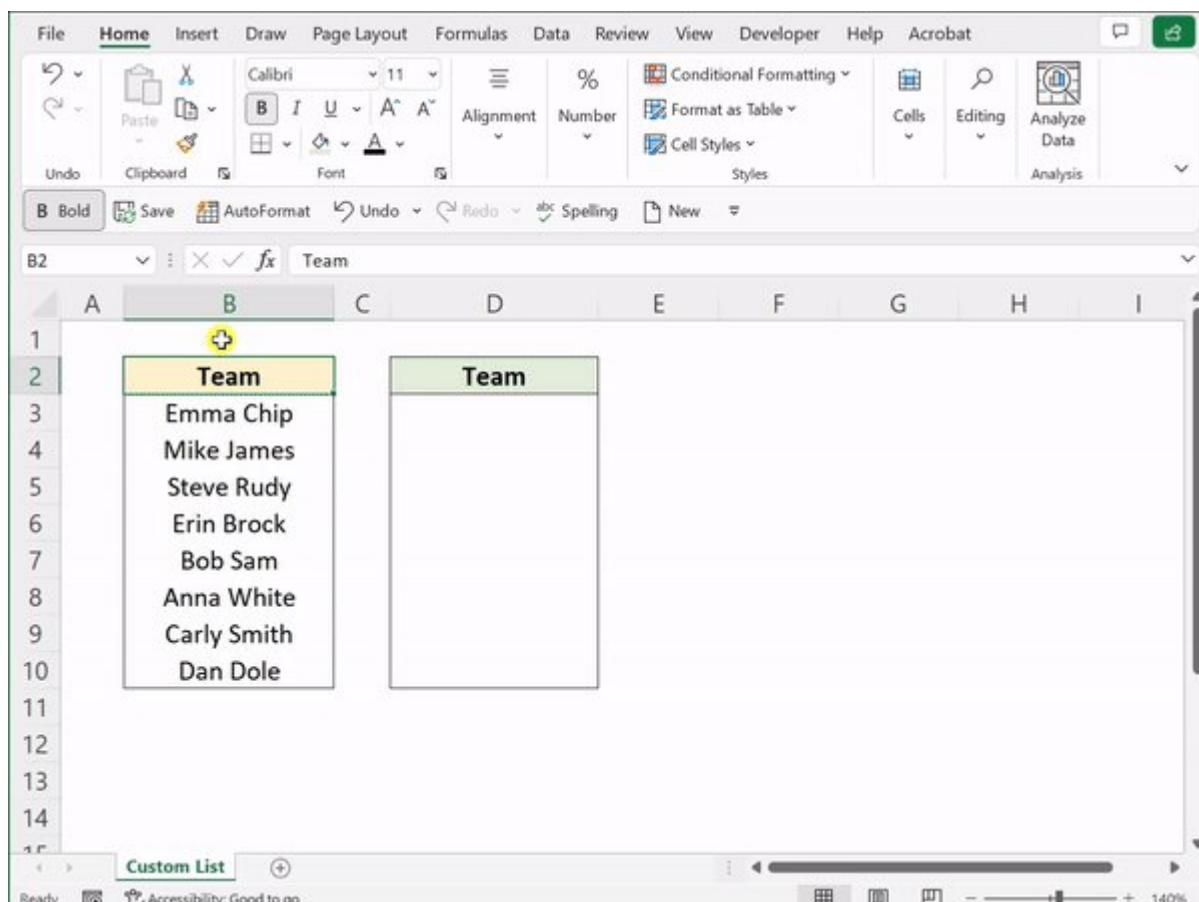 File Home Insert Draw Page Layout Formulas Data Review View Developer Help Acrobat
Calibri 11 % Conditional Formatting
Paste B I U A A Alignment Number Format as Table Cells Editing Analyze Data
A Cell Styles
Undo Clipboard Font Styles Analysis
B Bold Save AutoFormat Undo Redo abc Spelling New
B2 fx Team
A B C D E F G H I
1
2 Team Team
3 Emma Chip
4 Mike James
5 Steve Rudy
6 Erin Brock
7 Bob Sam
8 Anna White
9 Carly Smith
10 Dan Dole
11
12
13
14
15
Custom List
Ready Accessibility: Good to go 140%